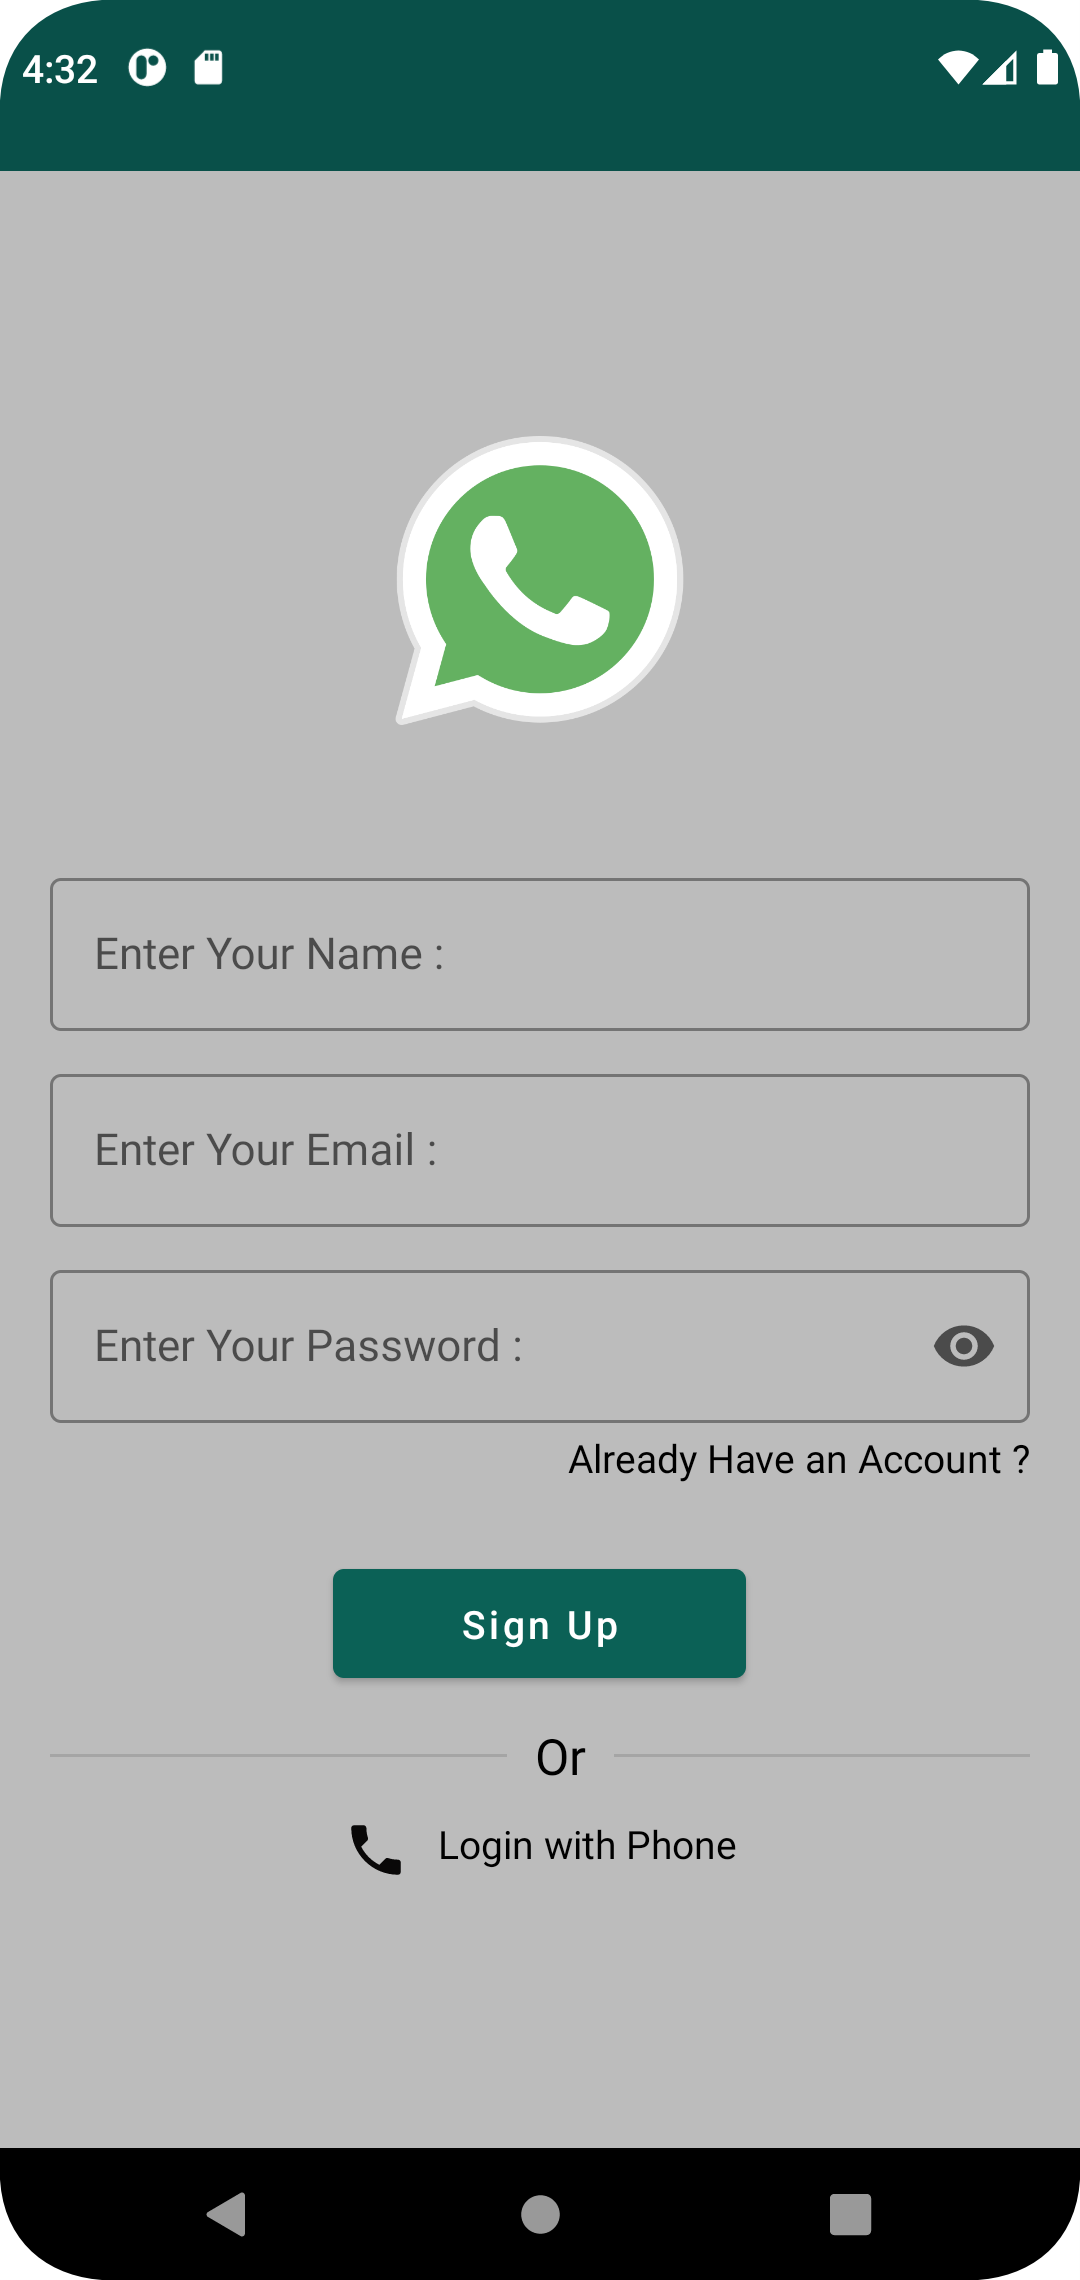 4:32
Enter Your Name :
Enter Your Email :
Enter Your Password :
Already Have an Account ?
Sign Up
Or
Login with Phone